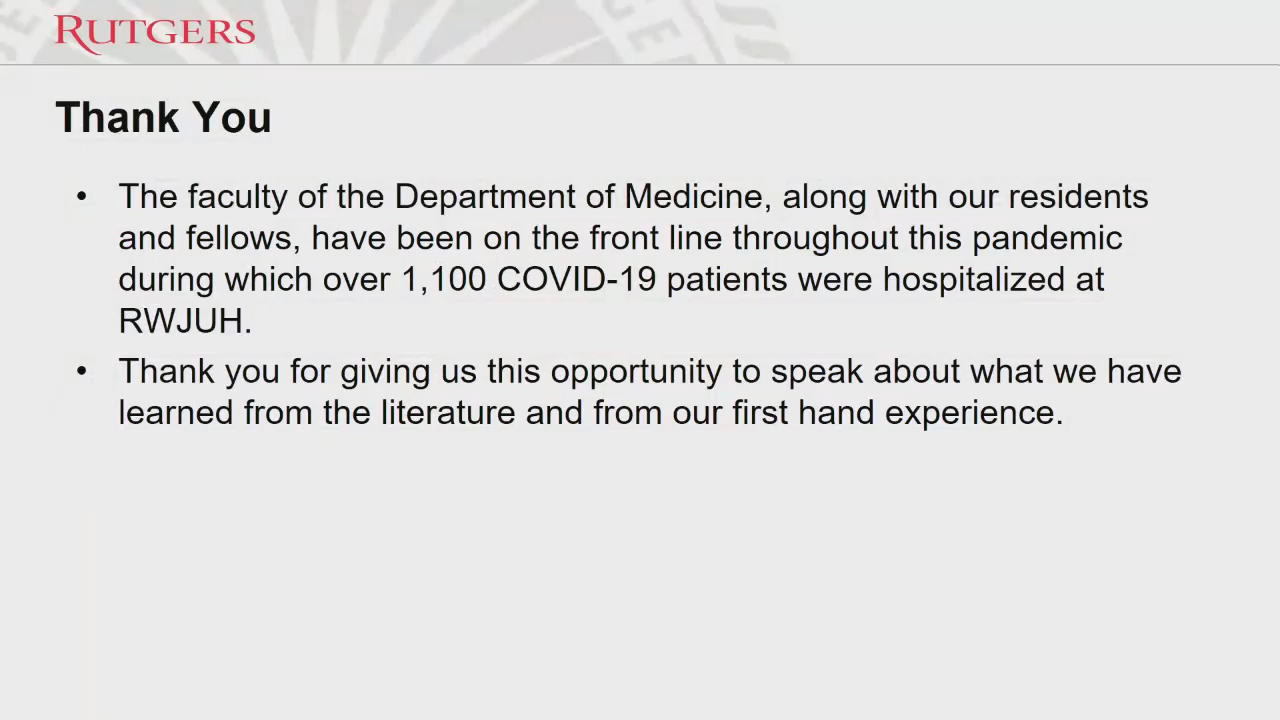 RUTGERS
Thank You
• The faculty of the Department of Medicine, along with our residents
and fellows, have been on the front line throughout this pandemic
during which over 1,100 COVID-19 patients were hospitalized at
RWJUH.
• Thank you for giving us this opportunity to speak about what we have
learned from the literature and from our first hand experience.